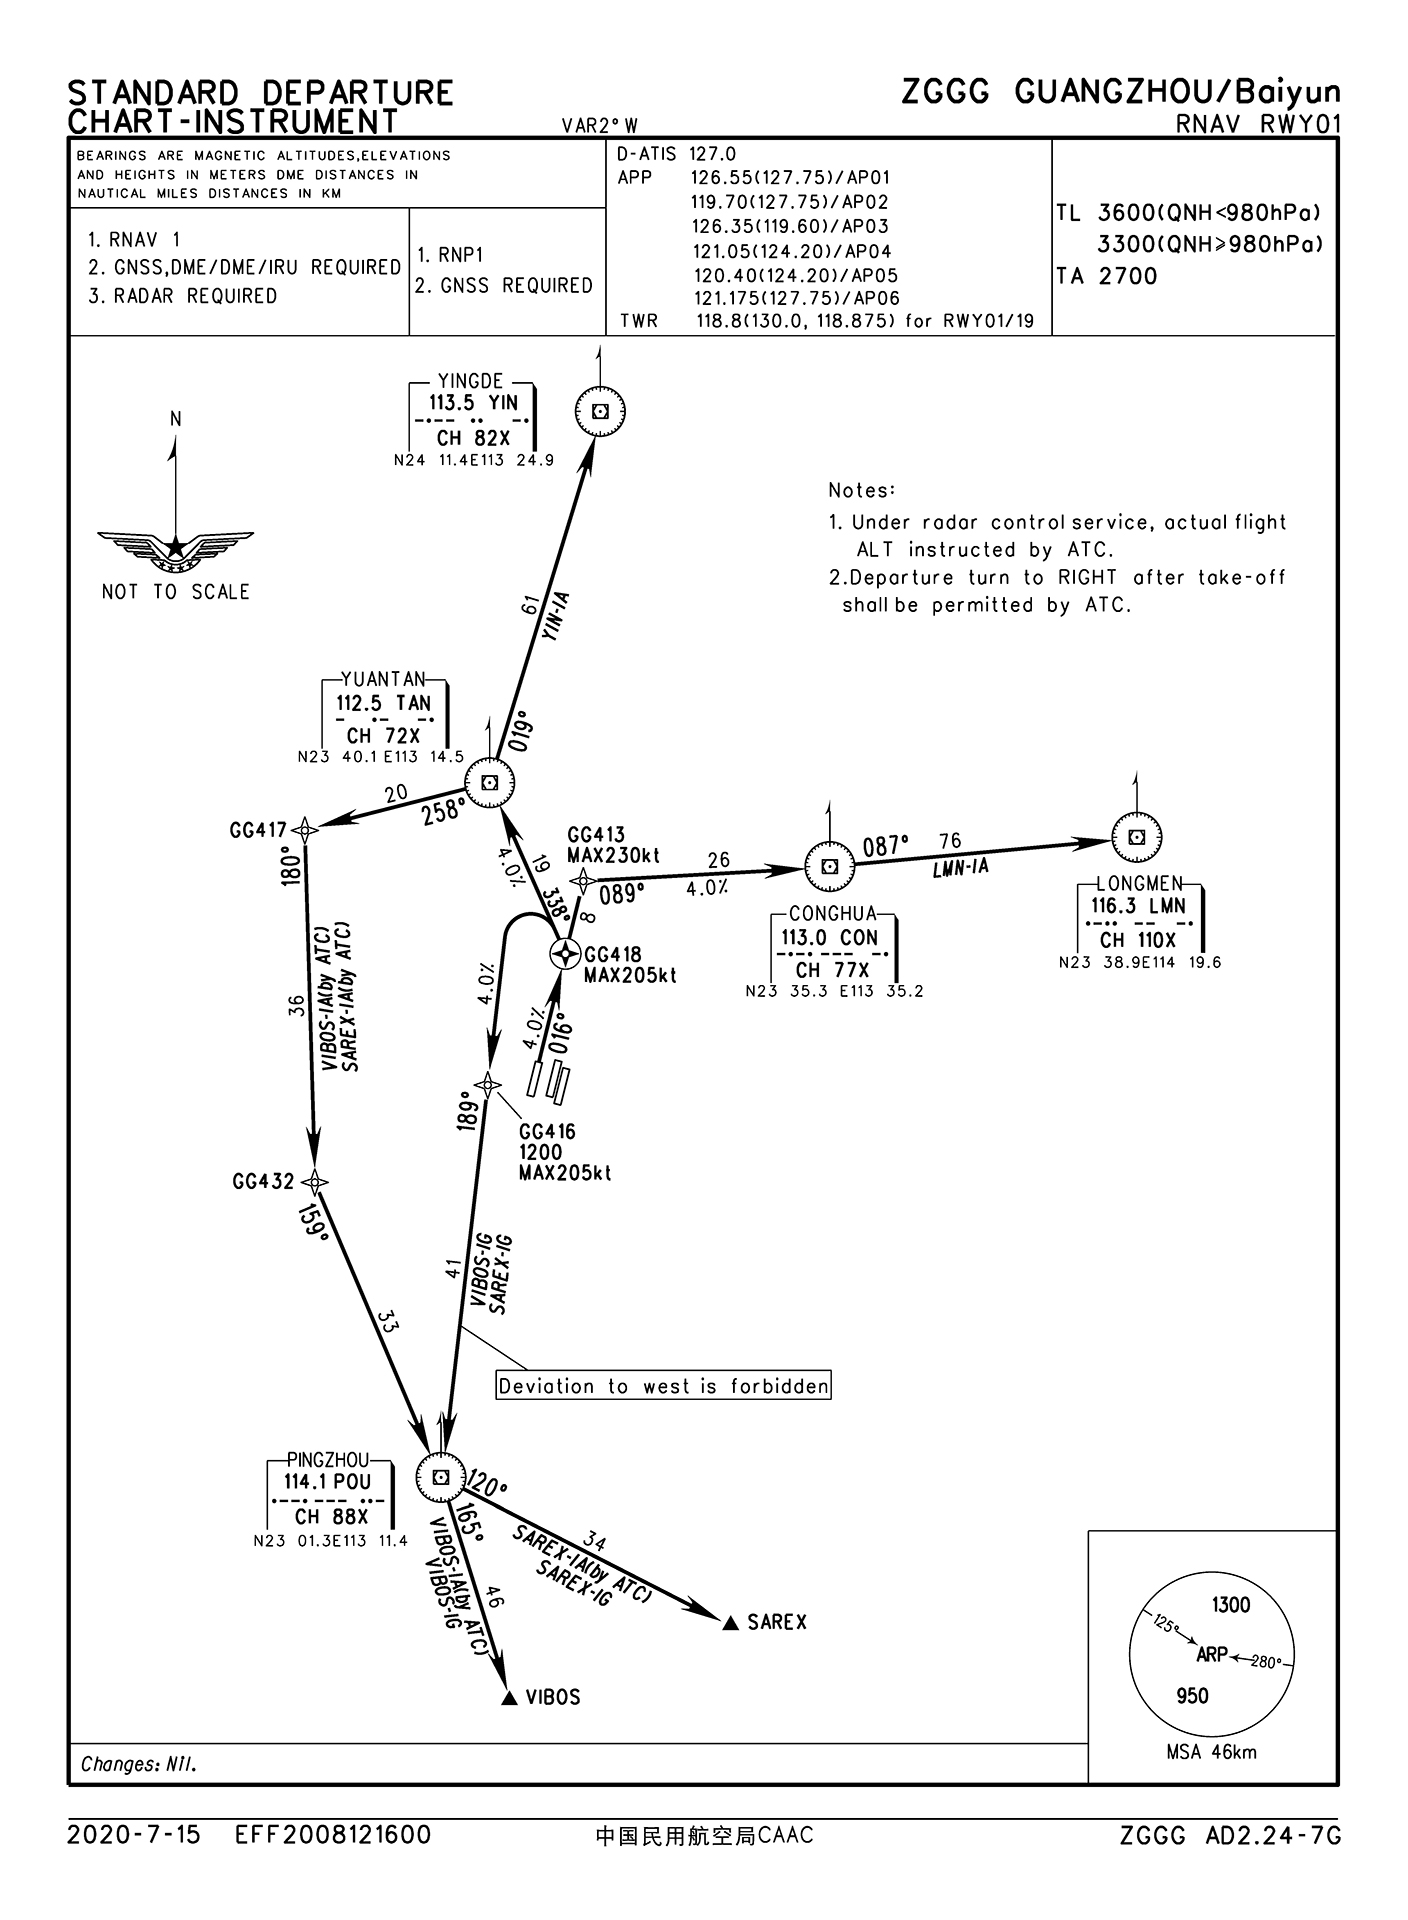 STANDARD DEPARTURE
CHART-INSTRUMENT
VAR2° W
ZGGG GUANGZHOU/Baiyun
RNAV RWY01
BEARINGS ARE MAGNETIC ALTITUDES,ELEVATIONS
AND HEIGHTS IN METERS DME DISTANCES IN
NAUTICAL MILES DISTANCES IN KM
1. RNAV 1
2. GNSS,DME/DME/IRU REQUIRED
3. RADAR REQUIRED
1. RNP1
2. GNSS REQUIRED
D-ATIS 127.0
APP 126.55(127.75)/AP01
119.70(127.75)/AP02
126.35(119.60)/AP03
121.05(124.20)/AP04
120.40(124.20)/AP05
121.175(127.75)/AP06
TWR 118.8(130.0, 118.875) for RWY01/19
TL 3600(QNH<980hPa)
3300(QNH≥980hPa)
TA 2700
N
NOT TO SCALE
YINGDE
113.5 YIN
CH 82X
N24 11.4E113 24.9
Notes:
1. Under radar control service, actual flight
ALT instructed by ATC.
2.Departure turn to RIGHT after take-off
shall be permitted by ATC.
61
YIN-1A
019°
YUANTAN
112.5 TAN
CH 72X
N23 40.1 E113 14.5
20
258°
GG417
180°
36
VIBOS-1A(by ATC)
SAREX-1A(by ATC)
GG432
159°
33
19
4.0%
338°
GG413
MAX230kt
8
089°
26
4.0%
CONGHUA
113.0 CON
CH 77X
N23 35.3 E113 35.2
087°
76
LMN-1A
LONGMEN
116.3 LMN
CH 110X
N23 38.9E114 19.6
GG418
MAX205kt
4.0%
016°
4.0%
189°
GG416
1200
MAX205kt
41
VIBOS-1G
SAREX-1G
Deviation to west is forbidden
PINGZHOU
114.1 POU
CH 88X
N23 01.3E113 11.4
120°
34
SAREX-1A(by ATC)
SAREX-1G
SAREX
165°
46
VIBOS-1A(by ATC)
VIBOS-1G
VIBOS
1300
125°
ARP
280°
950
MSA 46km
Changes: Nil.
2020-7-15 EFF2008121600
中国民用航空局CAAC
ZGGG AD2.24-7G